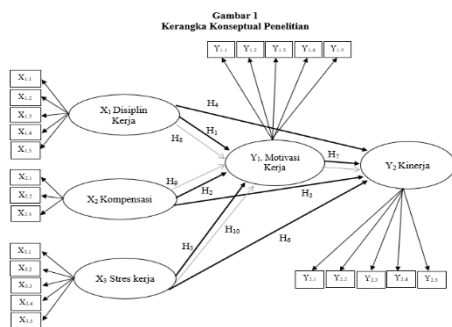 Gambar 1
Kerangka Konseptual Penelitian
Y1.1 Y1.2 Y1.3 Y1.4 Y1.5
X1.1
X1.2
X1.3
X1.4
X1.5
X1 Disiplin
Kerja
H4
H1
H8
Y1. Motivasi
Kerja
H7
Y2 Kinerja
X2.1
X2.2
X2.3
X2 Kompensasi
H9
H2
H5
H3
H10
H6
X3.1
X3.2
X3.3
X3.4
X3.5
X3 Stres kerja
Y2.1 Y2.2 Y2.3 Y2.4 Y2.5